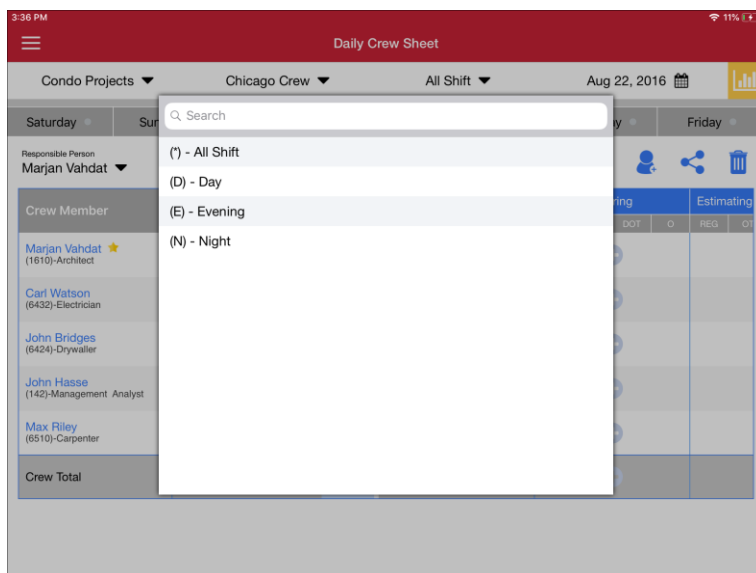 3:36 PM
11%
Daily Crew Sheet
Condo Projects
Chicago Crew
All Shift
Aug 22, 2016
Saturday
Sur
Search
y
Friday
Responsible Person
Marjan Vahdat
(*) - All Shift
(D) - Day
(E) - Evening
(N) - Night
Crew Member
ring
Estimating
DOT
O
REG
OT
Marjan Vahdat
(1610)-Architect
Carl Watson
(6432)-Electrician
John Bridges
(6424)-Drywaller
John Hasse
(142)-Management Analyst
Max Riley
(6510)-Carpenter
Crew Total